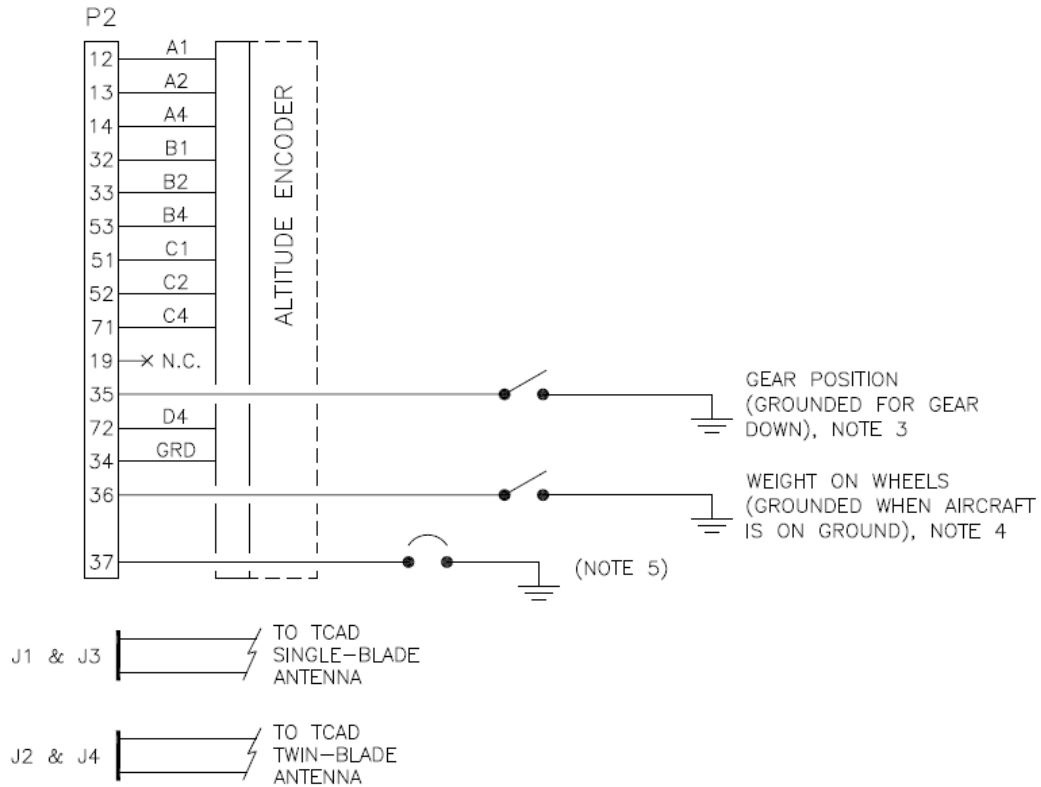 P2
12 A1
13 A2
14 A4
32 B1
33 B2
53 B4
51 C1
52 C2
71 C4
19 N.C.
35
72 D4
34 GRD
36
37
ALTITUDE ENCODER
GEAR POSITION
(GROUNDED FOR GEAR
DOWN), NOTE 3
WEIGHT ON WHEELS
(GROUNDED WHEN AIRCRAFT
IS ON GROUND), NOTE 4
(NOTE 5)
J1 & J3
TO TCAD
SINGLE-BLADE
ANTENNA
J2 & J4
TO TCAD
TWIN-BLADE
ANTENNA